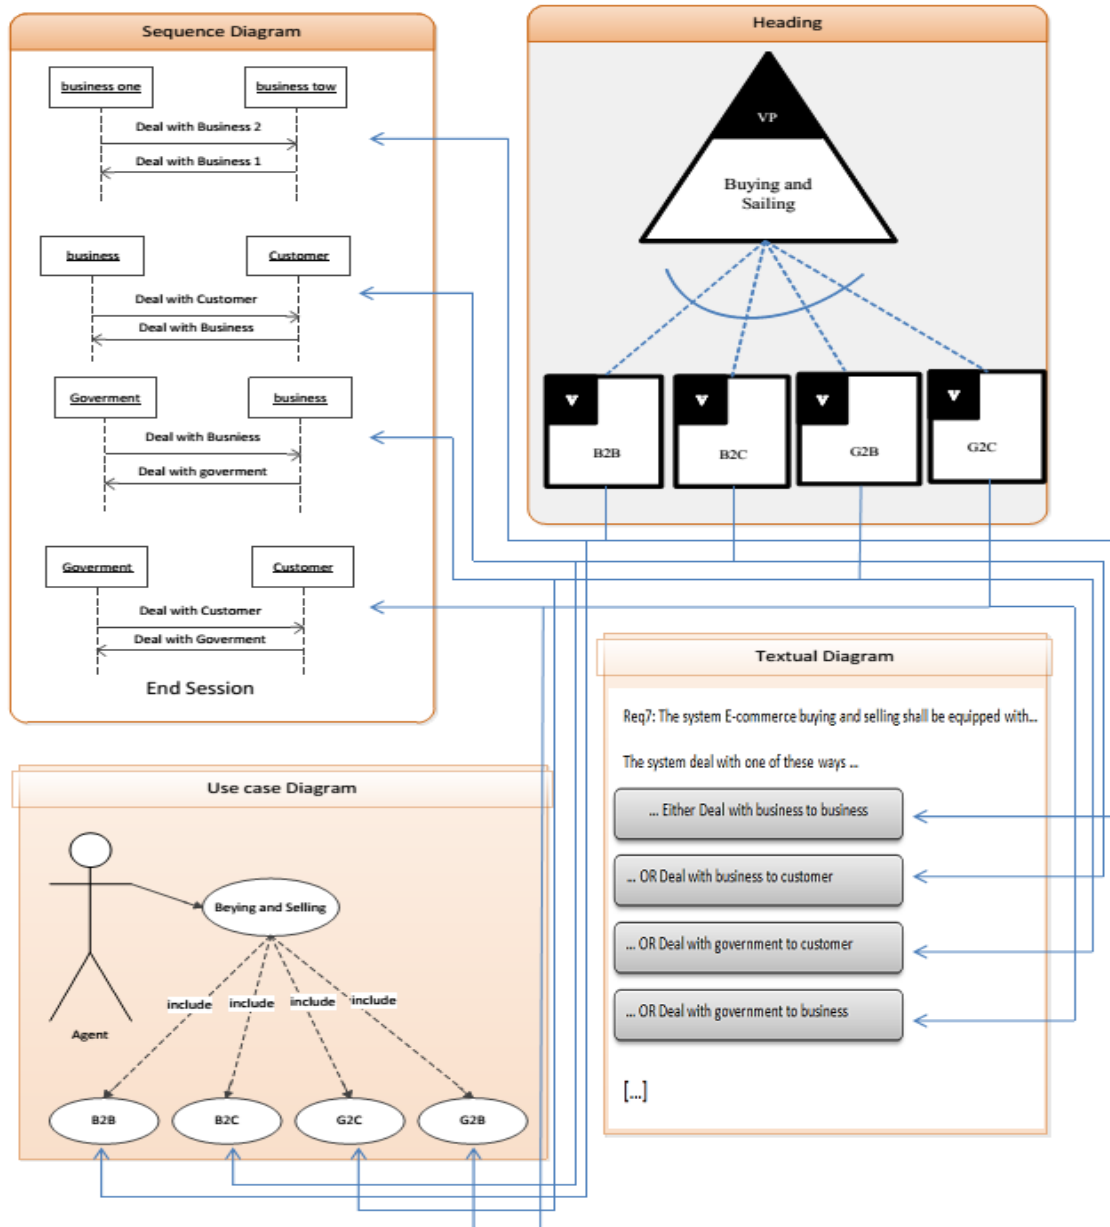 Sequence Diagram
business one
business tow
Deal with Business 2
Deal with Business 1
business
Customer
Deal with Customer
Deal with Business
Goverment
business
Deal with Busniess
Deal with goverment
Goverment
Customer
Deal with Customer
Deal with Goverment
End Session
Heading
VP
Buying and
Sailing
V
V
V
V
B2B
B2C
G2B
G2C
Textual Diagram
Req7: The system E-commerce buying and selling shall be equipped with...
The system deal with one of these ways ...
... Either Deal with business to business
... OR Deal with business to customer
... OR Deal with government to customer
... OR Deal with government to business
[...]
Use case Diagram
Beying and Selling
include
include
include
include
Agent
B2B
B2C
G2C
G2B